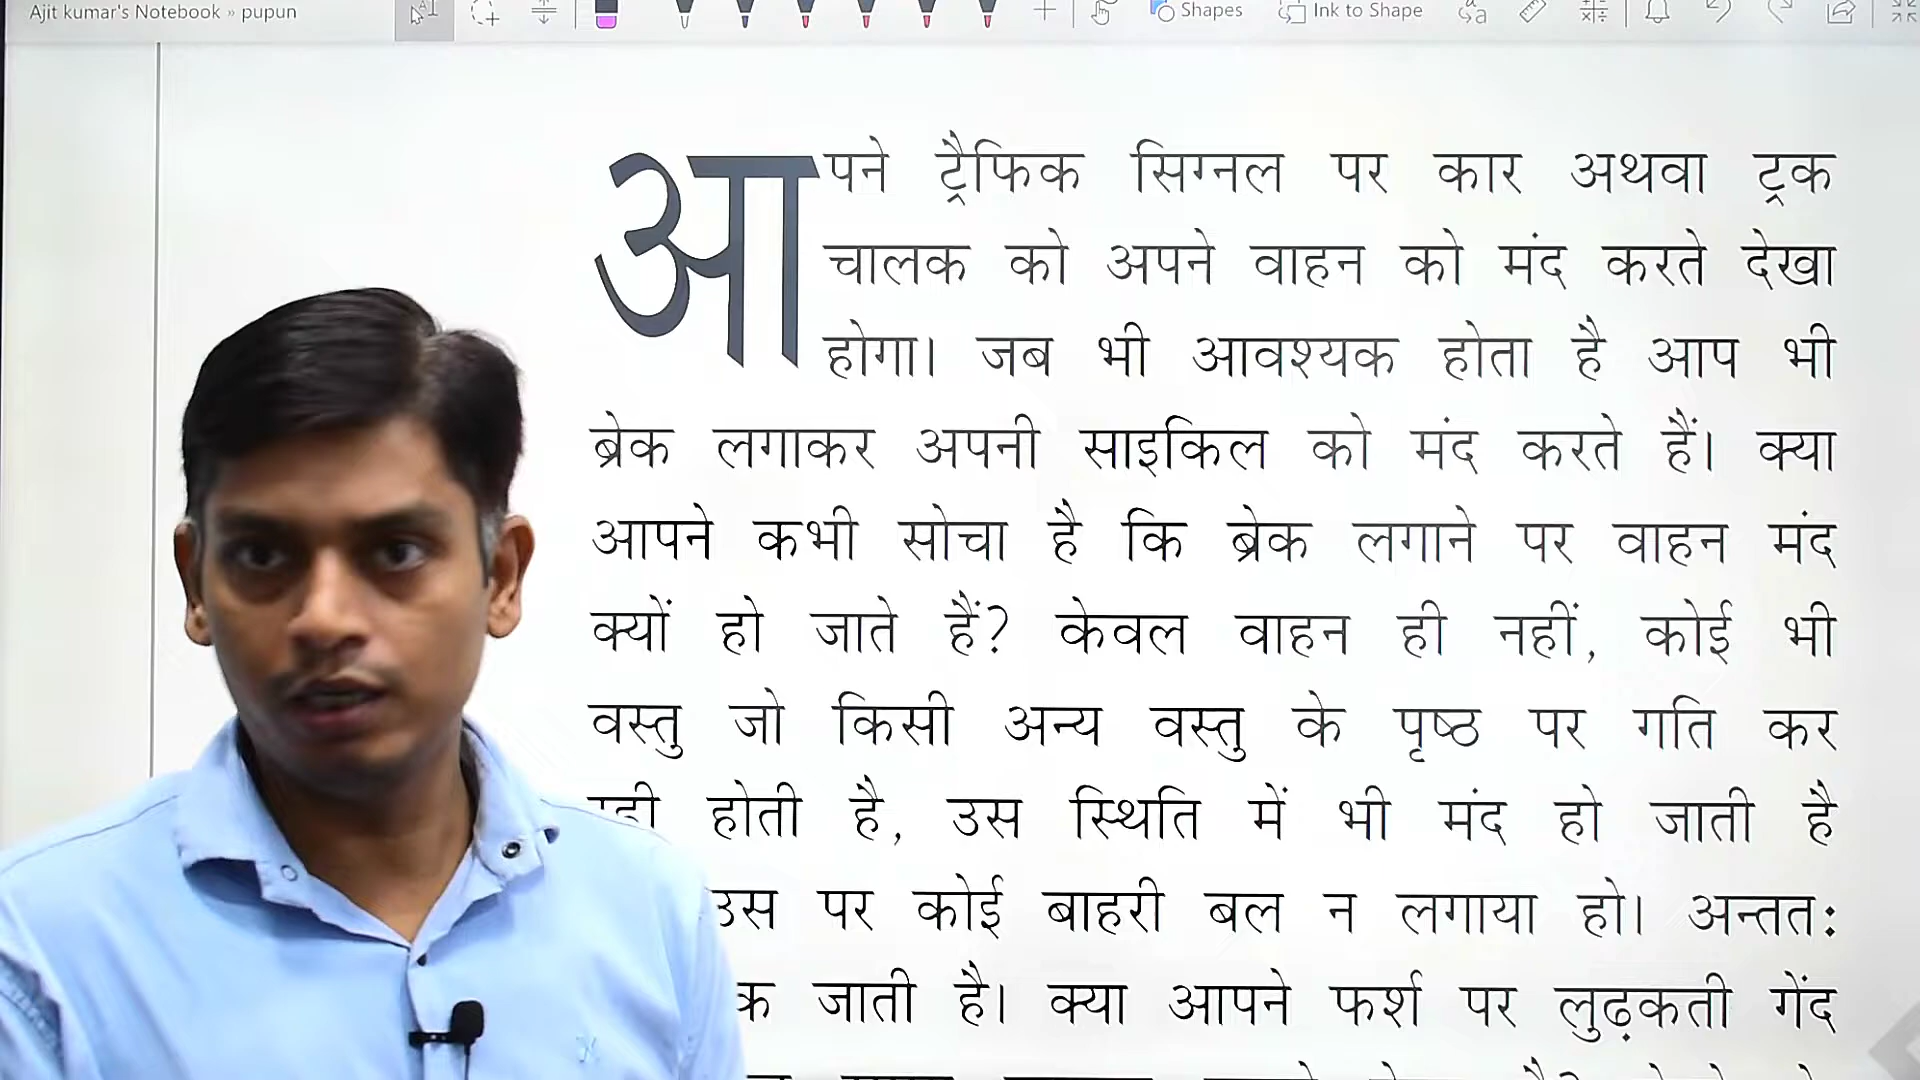 Ajit kumar's Notebook » pupun
Shapes Ink to Shape
आपने ट्रैफिक सिग्नल पर कार अथवा ट्रक
चालक को अपने वाहन को मंद करते देखा
होगा। जब भी आवश्यक होता है आप भी
ब्रेक लगाकर अपनी साइकिल को मंद करते हैं। क्या
आपने कभी सोचा है कि ब्रेक लगाने पर वाहन मंद
क्यों हो जाते हैं? केवल वाहन ही नहीं, कोई भी
वस्तु जो किसी अन्य वस्तु के पृष्ठ पर गति कर
होती है, उस स्थिति में भी मंद हो जाती है
उस पर कोई बाहरी बल न लगाया हो। अन्ततः
जाती है। क्या आपने फर्श पर लुढ़कती गेंद